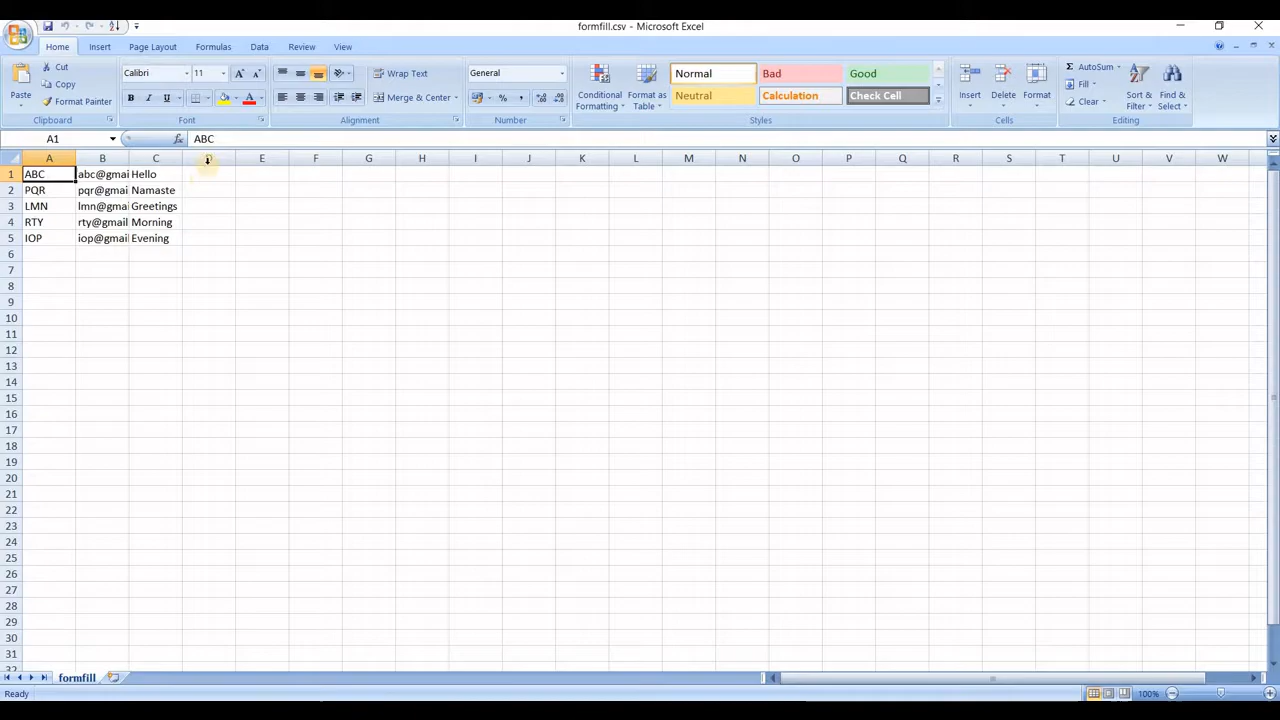 formfill.csv - Microsoft Excel
Home Insert Page Layout Formulas Data Review View
Paste
Cut
Copy
Format Painter
Clipboard
Calibri 11
B I U A
Font
Wrap Text
Merge & Center
Alignment
General
% ,
Number
Conditional Formatting
Format as Table
Normal Bad Good
Neutral Calculation Check Cell
Styles
Insert Delete Format
Cells
Σ AutoSum
Fill
Clear
Sort & Filter
Find & Select
Editing
A1 fx ABC
A B C D E F G H I J K L M N O P Q R S T U V W
1 ABC abc@gmai Hello
2 PQR pqr@gmai Namaste
3 LMN lmn@gma Greetings
4 RTY rty@gmail Morning
5 IOP iop@gmai Evening
6
7
8
9
10
11
12
13
14
15
16
17
18
19
20
21
22
23
24
25
26
27
28
29
30
31
32
formfill
Ready 100%